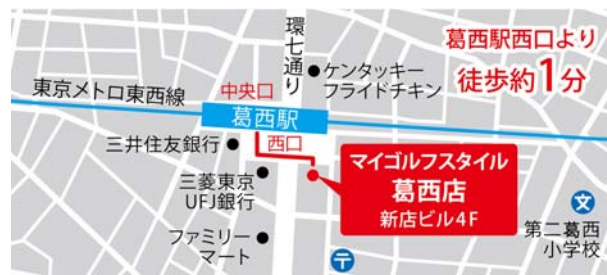 環七通り
葛西駅西口より
徒歩約1分
ケンタッキー
フライドチキン
東京メトロ東西線
中央口
葛西駅
西口
三井住友銀行
マイゴルフスタイル
葛西店
新店ビル4F
三菱東京
UFJ銀行
文
第二葛西
小学校
ファミリー
マート
〒